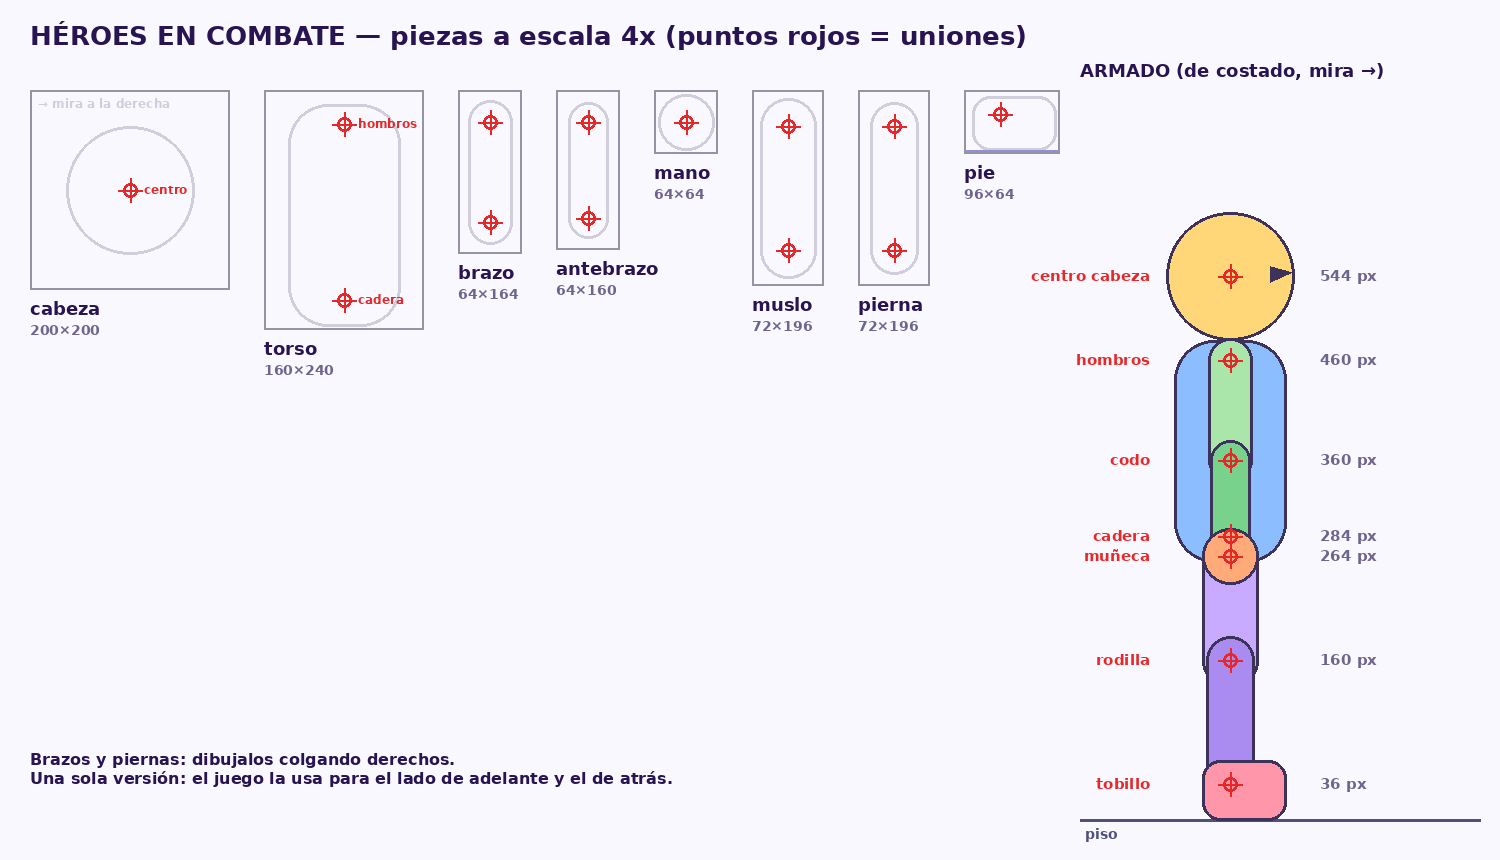 HÉROES EN COMBATE — piezas a escala 4x (puntos rojos = uniones)
ARMADO (de costado, mira →)
→ mira a la derecha
centro
cabeza
200×200
hombros
cadera
torso
160×240
brazo
64×164
antebrazo
64×160
mano
64×64
muslo
72×196
pierna
72×196
pie
96×64
centro cabeza
544 px
hombros
460 px
codo
360 px
cadera
284 px
muñeca
264 px
rodilla
160 px
tobillo
36 px
piso
Brazos y piernas: dibujalos colgando derechos.
Una sola versión: el juego la usa para el lado de adelante y el de atrás.